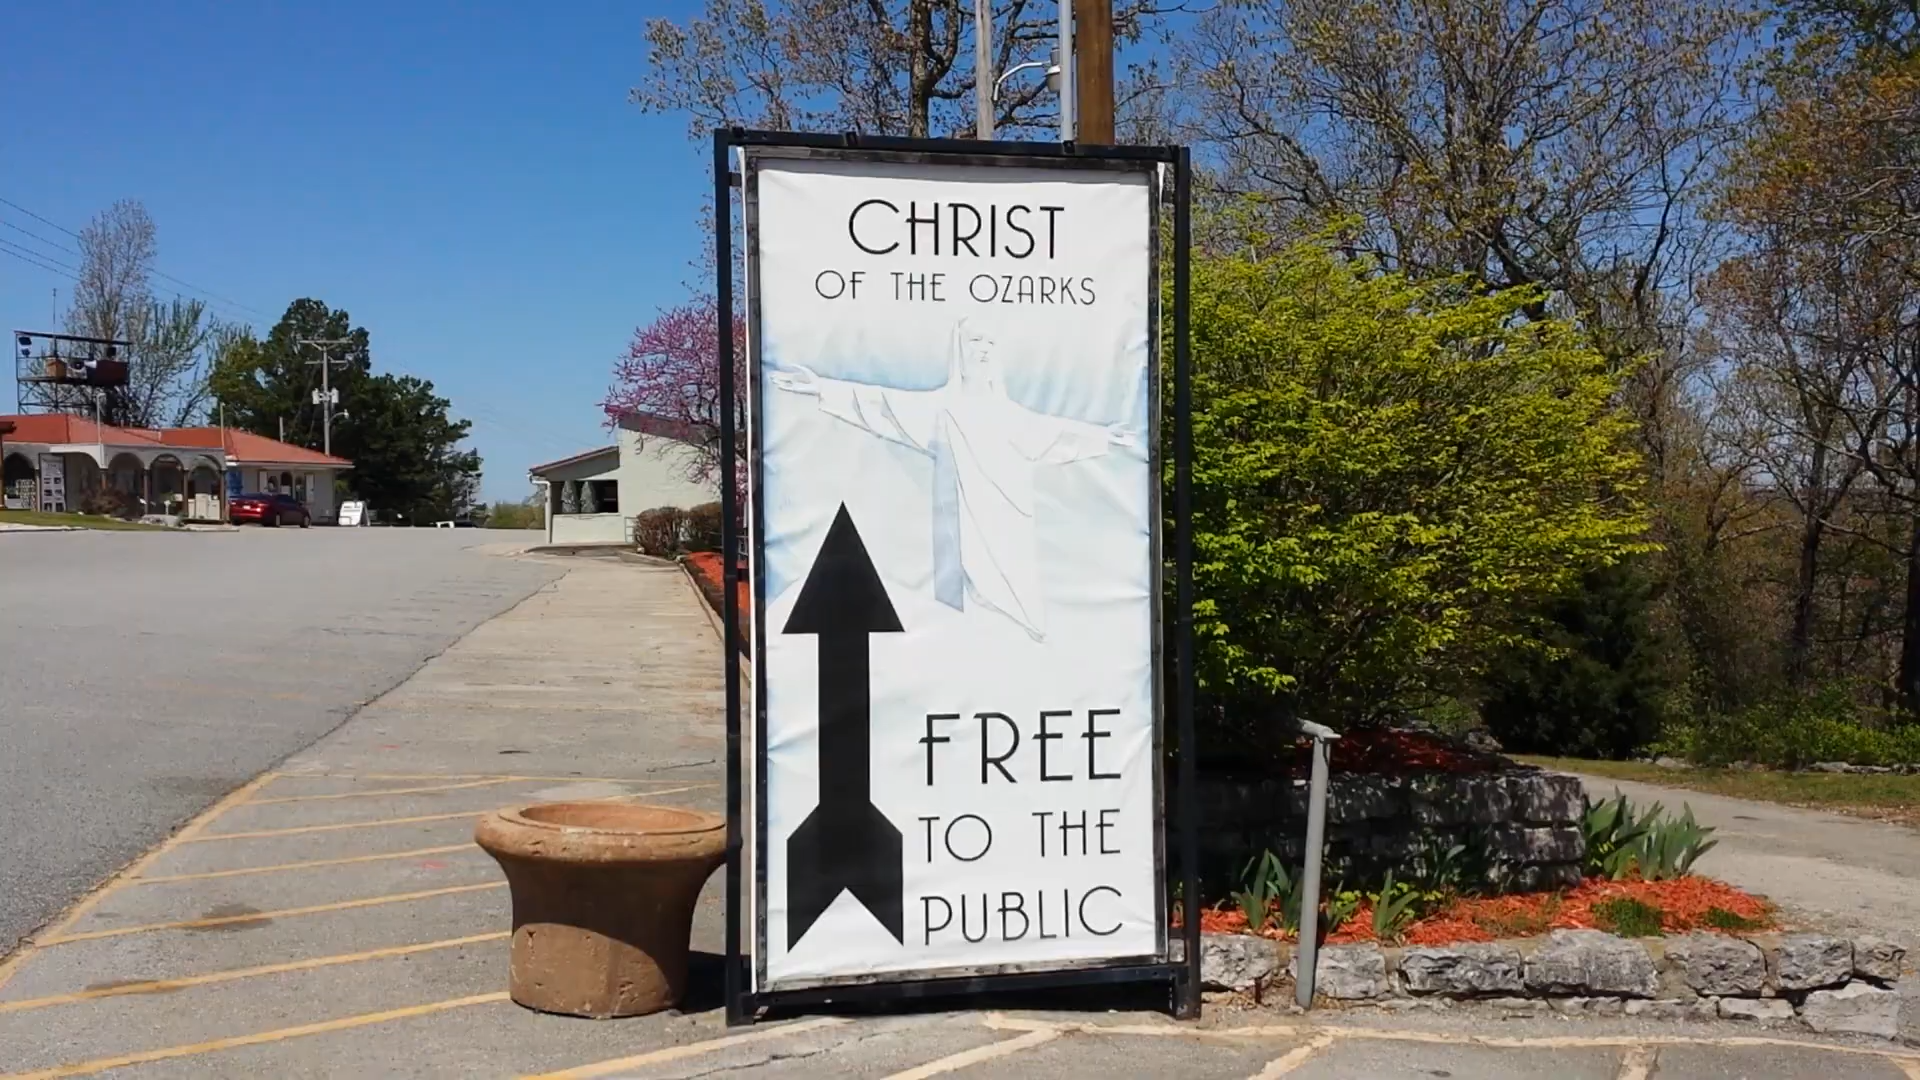 CHRIST
OF THE OZARKS
FREE
TO THE
PUBLIC